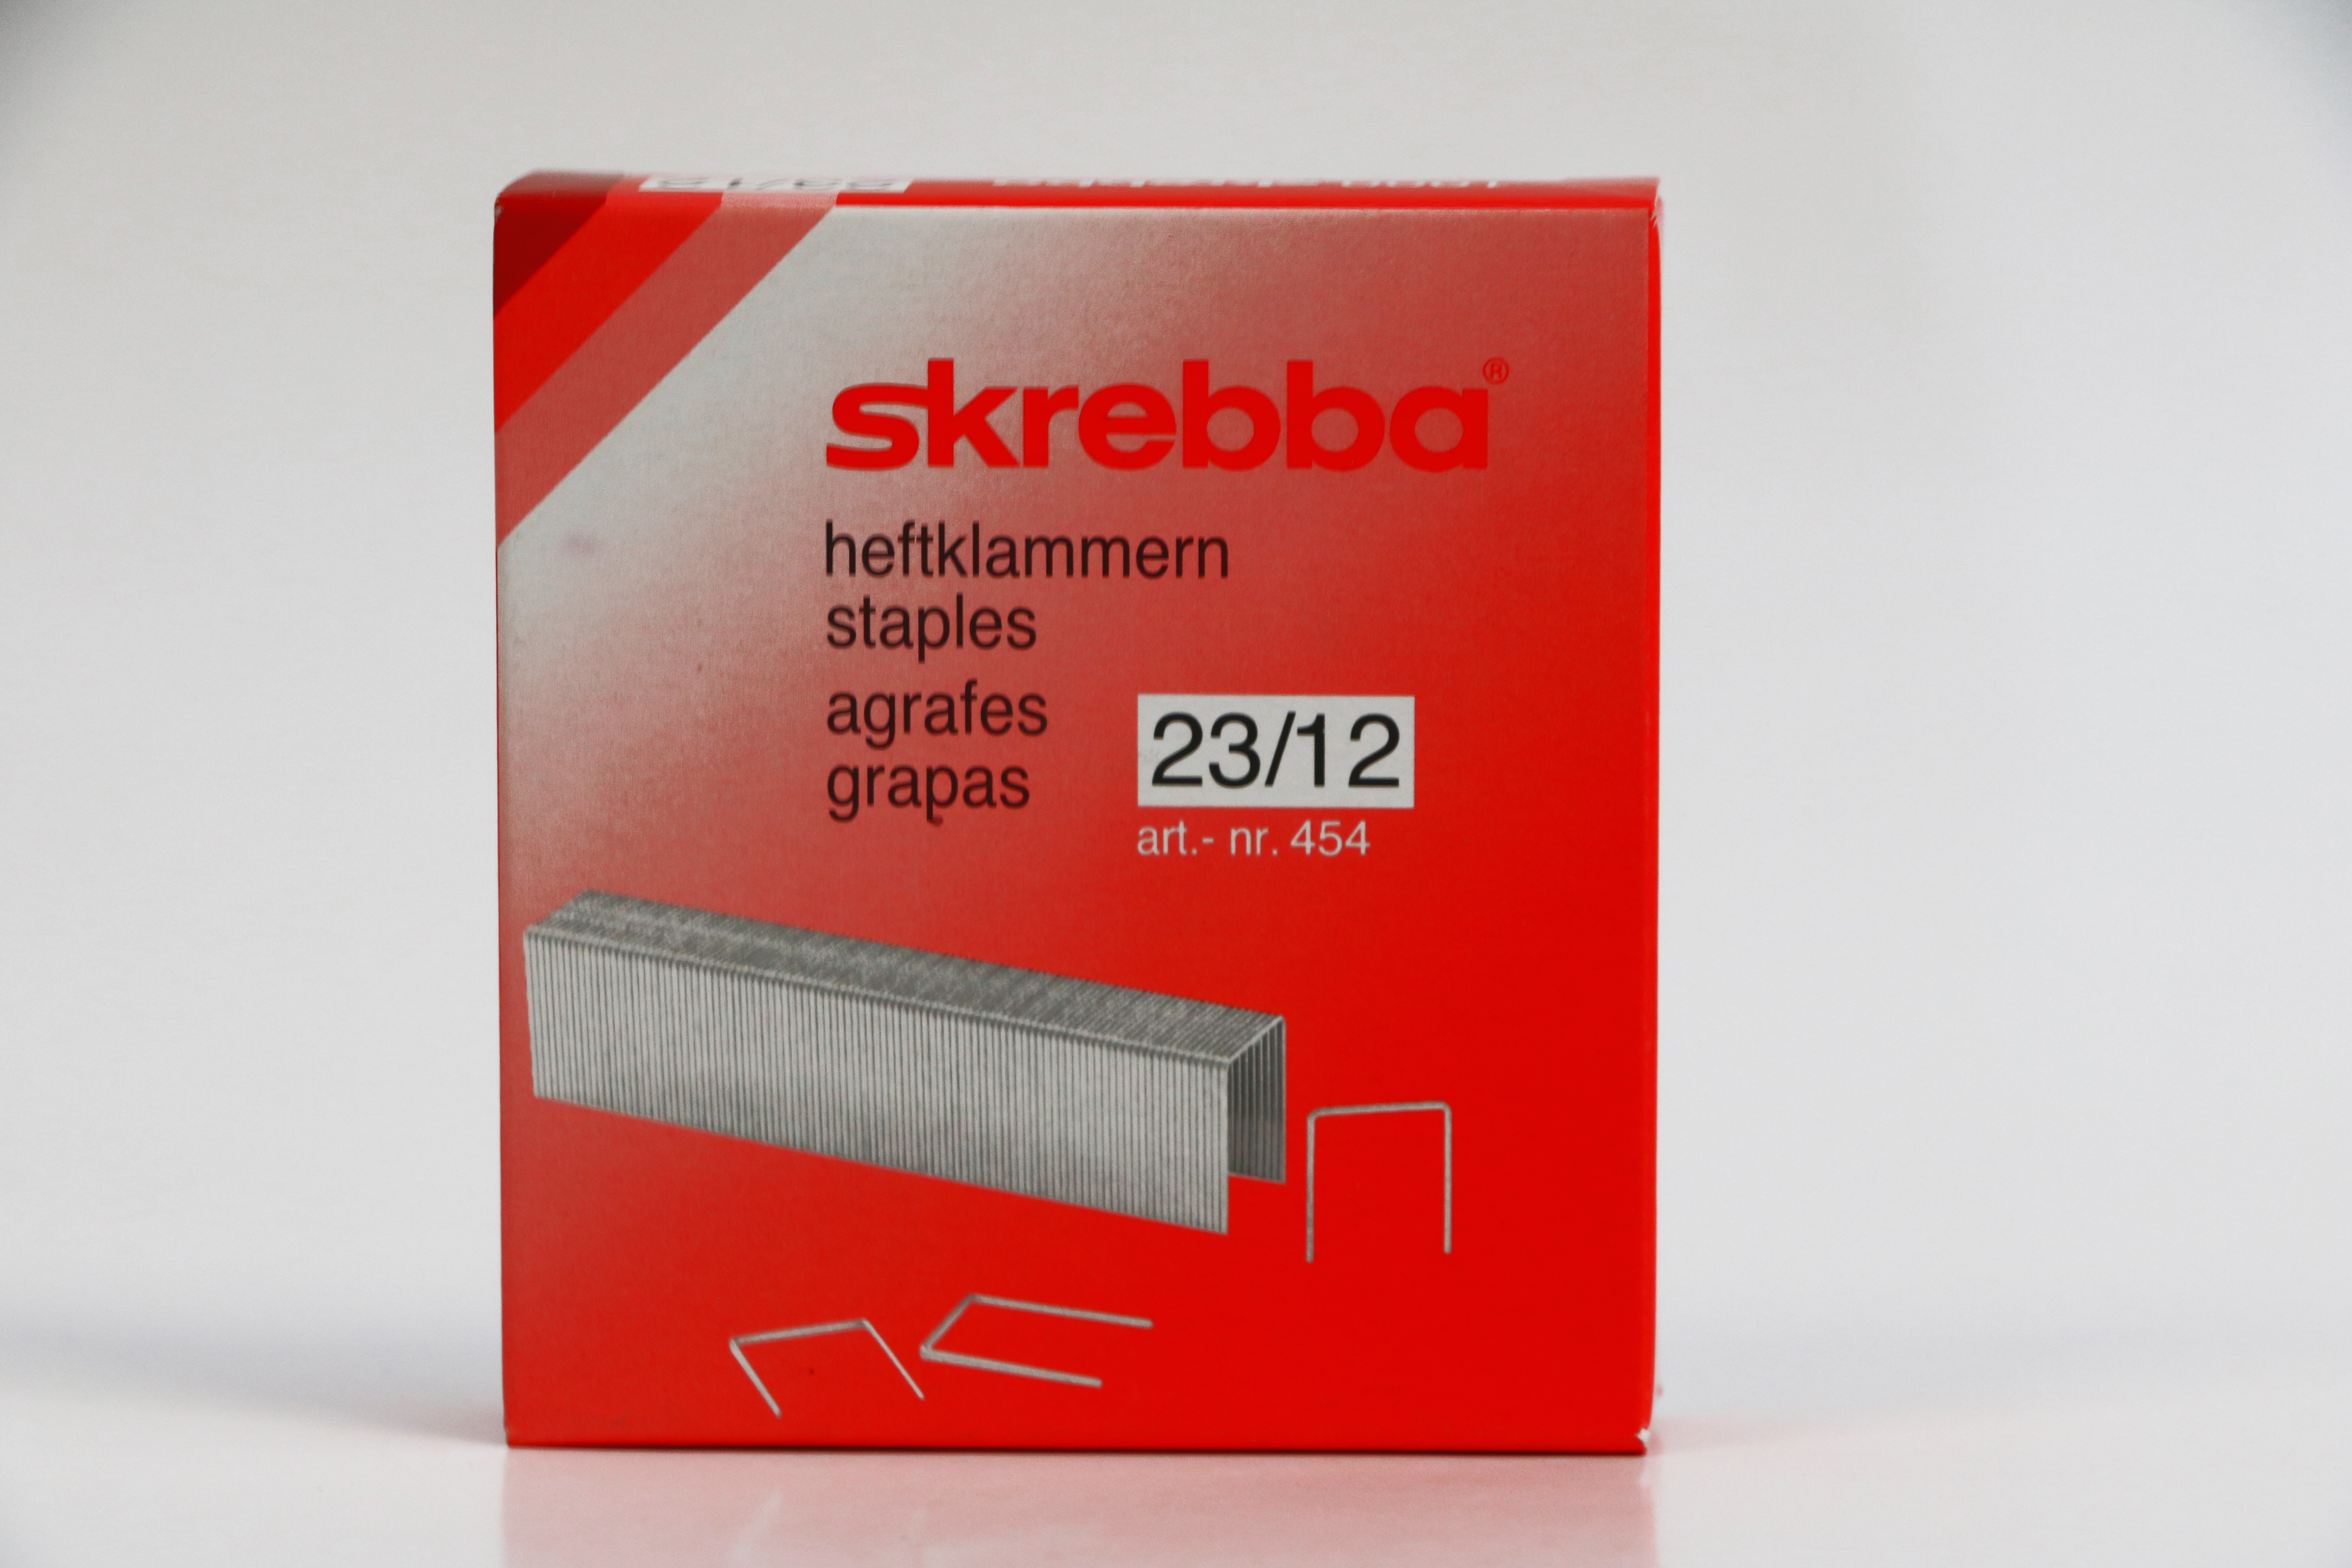 skrebba®
heftklammern
staples
agrafes
grapas
23/12
art.- nr. 454